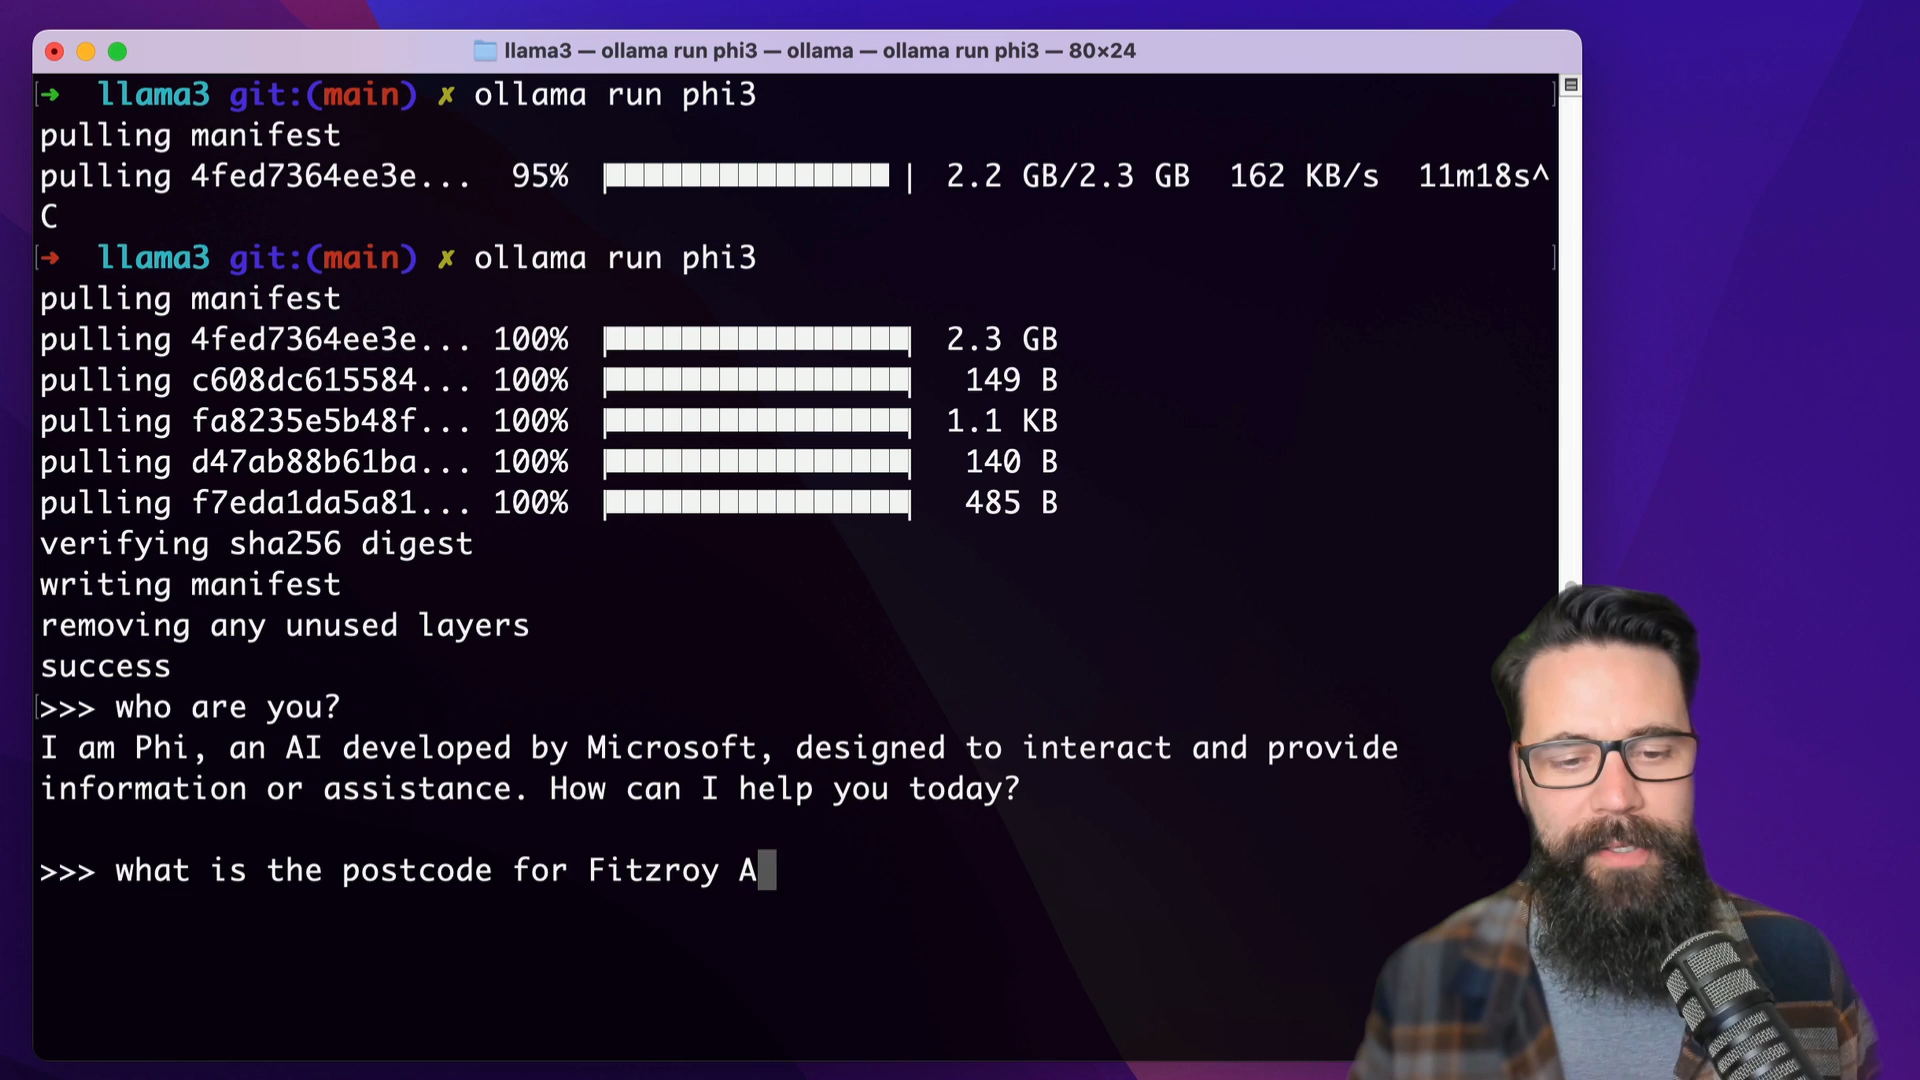 llama3 — ollama run phi3 — ollama — ollama run phi3 — 80×24
[➜  llama3 git:(main) ✗ ollama run phi3 ]
pulling manifest
pulling 4fed7364ee3e...  95% | 2.2 GB/2.3 GB  162 KB/s  11m18s^
C
[➜  llama3 git:(main) ✗ ollama run phi3 ]
pulling manifest
pulling 4fed7364ee3e... 100% 2.3 GB
pulling c608dc615584... 100% 149 B
pulling fa8235e5b48f... 100% 1.1 KB
pulling d47ab88b61ba... 100% 140 B
pulling f7eda1da5a81... 100% 485 B
verifying sha256 digest
writing manifest
removing any unused layers
success
[>>> who are you?
I am Phi, an AI developed by Microsoft, designed to interact and provide
information or assistance. How can I help you today?
>>> what is the postcode for Fitzroy A